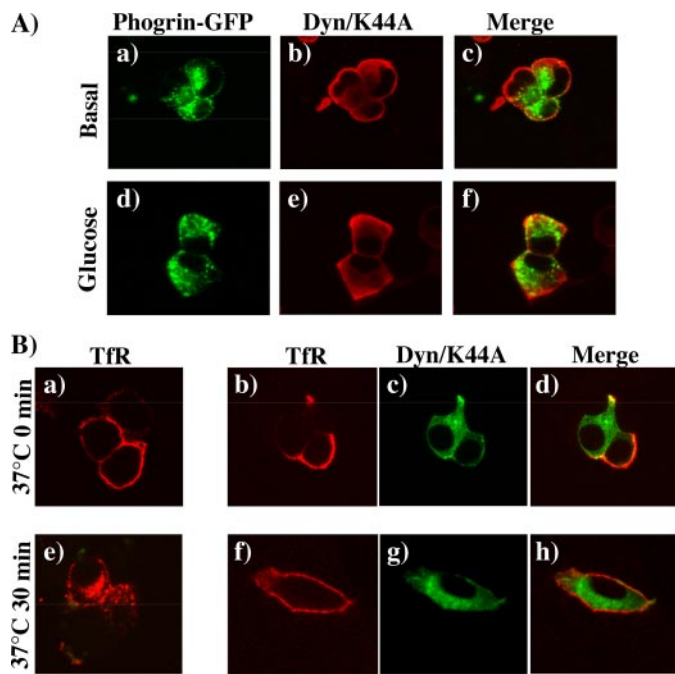 A)
Phogrin-GFP Dyn/K44A Merge
Basal
a) b) c)
Glucose
d) e) f)
B)
TfR TfR Dyn/K44A Merge
37°C 0 min
a) b) c) d)
37°C 30 min
e) f) g) h)